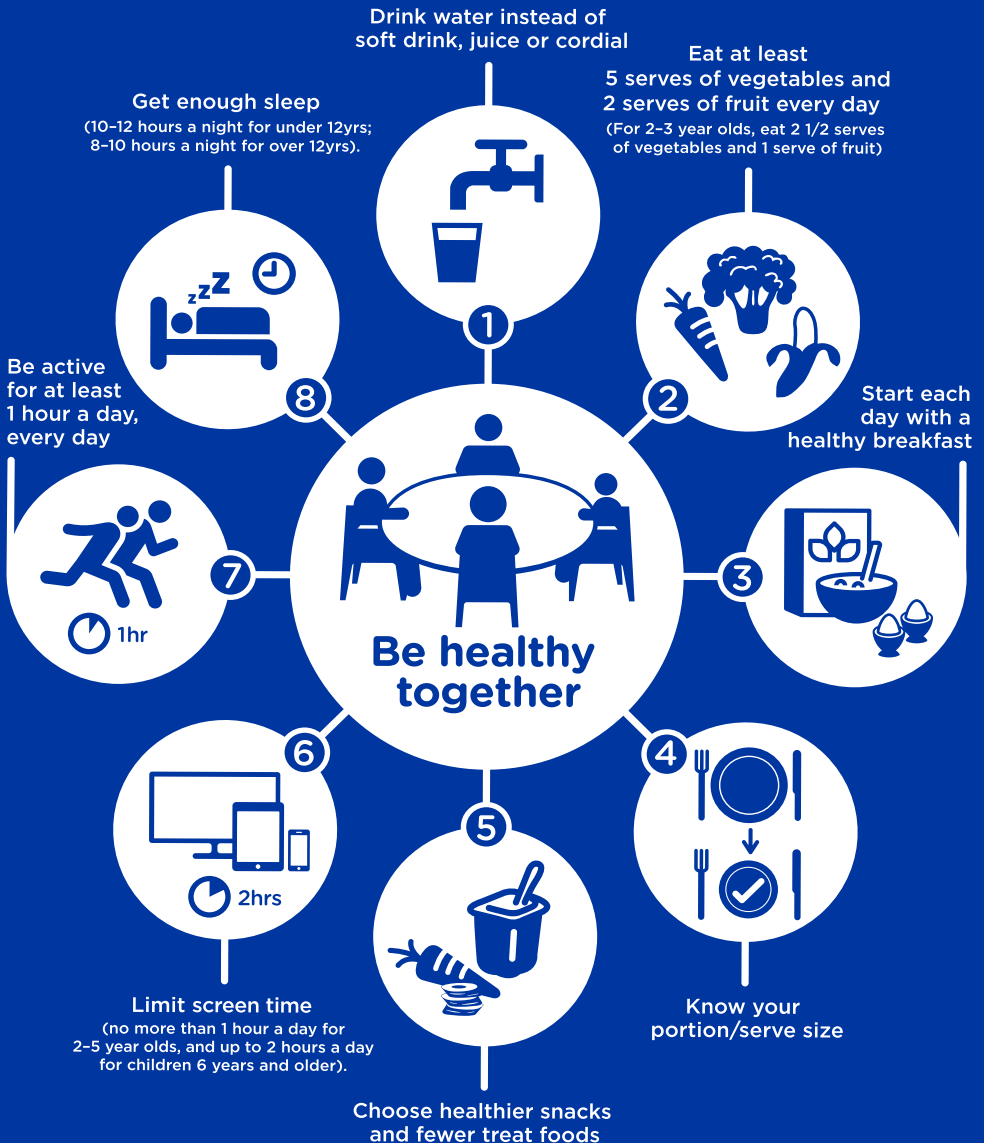 Drink water instead of
soft drink, juice or cordial
1
Eat at least
5 serves of vegetables and
2 serves of fruit every day
(For 2–3 year olds, eat 2 1/2 serves
of vegetables and 1 serve of fruit)
2
Start each
day with a
healthy breakfast
3
4
Know your
portion/serve size
5
Choose healthier snacks
and fewer treat foods
6
2hrs
Limit screen time
(no more than 1 hour a day for
2–5 year olds, and up to 2 hours a day
for children 6 years and older).
Be active
for at least
1 hour a day,
every day
7
1hr
Get enough sleep
(10–12 hours a night for under 12yrs;
8–10 hours a night for over 12yrs).
zzZ
8
Be healthy
together